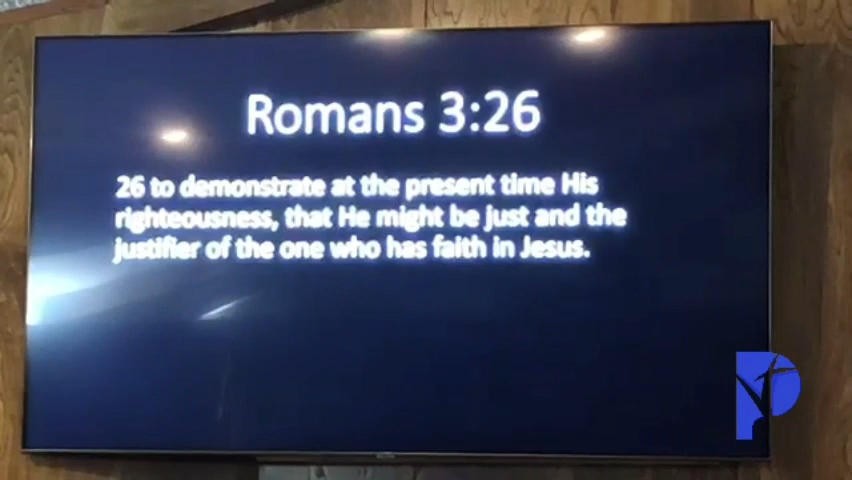 Romans 3:26
26 to demonstrate at the present time His
righteousness, that He might be just and the
justifier of the one who has faith in Jesus.